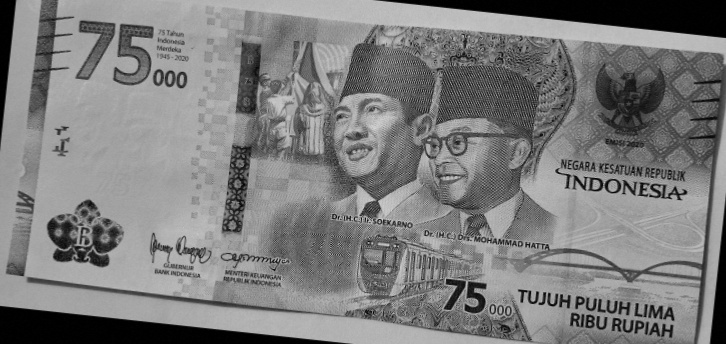 75 000
75 Tahun
Indonesia
Merdeka
1945 - 2020
EMISI 2020
NEGARA KESATUAN REPUBLIK
INDONESIA
Dr. (H.C.) Ir. SOEKARNO
Dr. (H.C.) Drs. MOHAMMAD HATTA
GUBERNUR
BANK INDONESIA
MENTERI KEUANGAN
REPUBLIK INDONESIA
75 000
TUJUH PULUH LIMA
RIBU RUPIAH